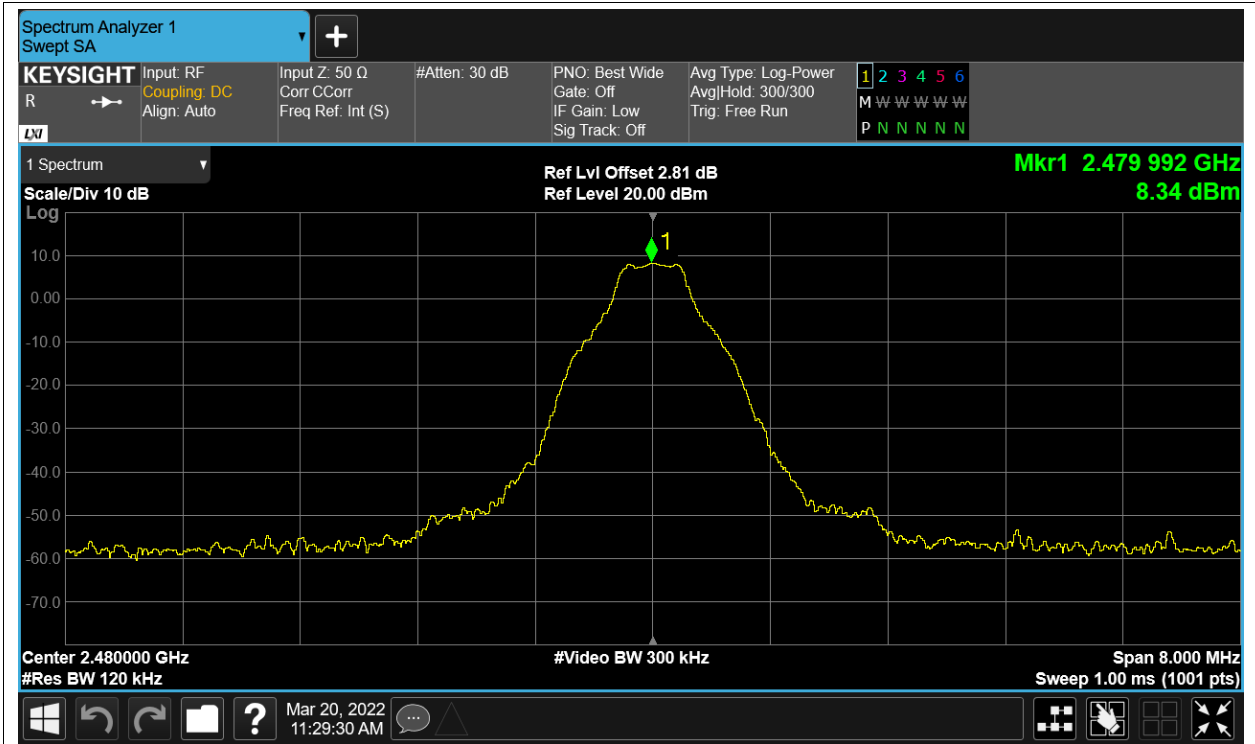 Spectrum Analyzer 1
Swept SA
KEYSIGHT
R
LXI
Input: RF
Coupling: DC
Align: Auto
Input Z: 50 Ω
Corr CCorr
Freq Ref: Int (S)
#Atten: 30 dB
PNO: Best Wide
Gate: Off
IF Gain: Low
Sig Track: Off
Avg Type: Log-Power
Avg|Hold: 300/300
Trig: Free Run
1 2 3 4 5 6
M W W W W W
P N N N N N
1 Spectrum
Scale/Div 10 dB
Log
Ref Lvl Offset 2.81 dB
Ref Level 20.00 dBm
Mkr1 2.479 992 GHz
8.34 dBm
1
10.0
0.00
-10.0
-20.0
-30.0
-40.0
-50.0
-60.0
-70.0
Center 2.480000 GHz
#Res BW 120 kHz
#Video BW 300 kHz
Span 8.000 MHz
Sweep 1.00 ms (1001 pts)
?
Mar 20, 2022
11:29:30 AM